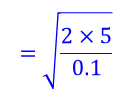 = √((2 × 5)/0.1)